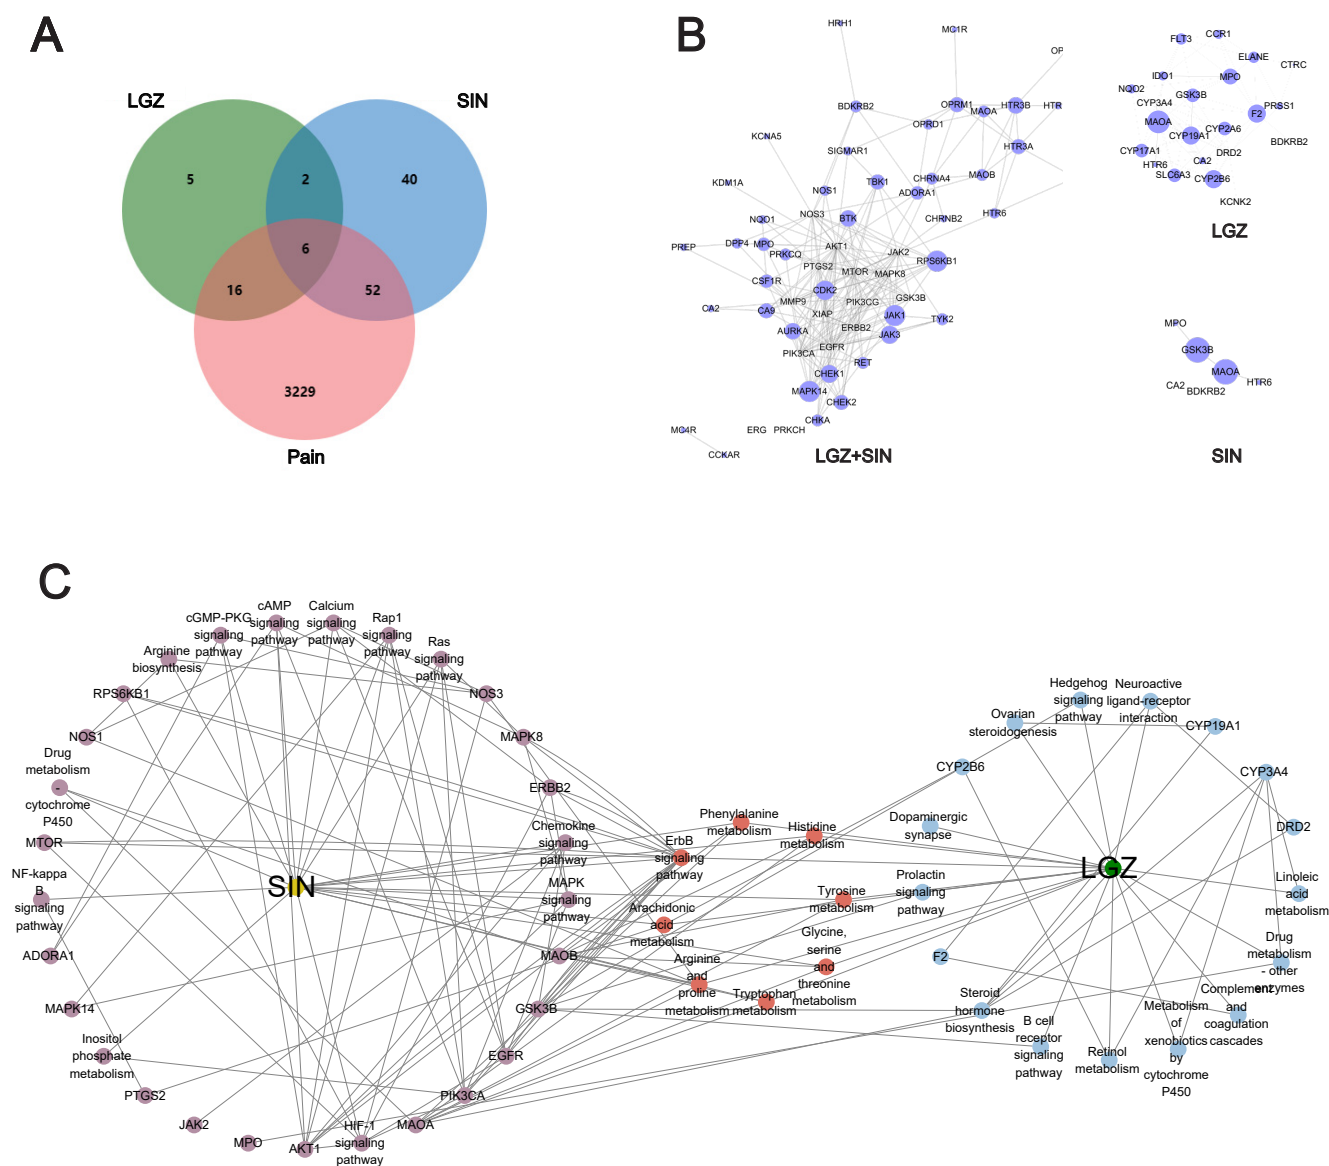 A
LGZ
SIN
5
2
40
6
16
52
3229
Pain
B
HRH1
MC1R
OP
BDKRB2
OPRM1
MAOA
HTR3B
HTR
OPRD1
KCNA5
SIGMAR1
HTR3A
KDM1A
TBK1
CHRNA4
MAOB
NOS1
ADORA1
NQO1
NOS3
BTK
CHRNB2
HTR6
PREP
DPP4
MPO
PRKCQ
AKT1
JAK2
RPS6KB1
PTGS2
MTOR
MAPK8
CSF1R
CDK2
MMP9
PIK3CG
GSK3B
CA2
CA9
XIAP
JAK1
TYK2
AURKA
ERBB2
JAK3
PIK3CA
EGFR
RET
CHEK1
MAPK14
CHEK2
CHKA
MC4R
ERG
PRKCH
CCKAR
LGZ+SIN
FLT3
CCR1
ELANE
CTRC
IDO1
MPO
NQO2
GSK3B
CYP3A4
PRSS1
MAOA
F2
CYP19A1
CYP2A6
BDKRB2
CYP17A1
DRD2
HTR6
CA2
SLC6A3
CYP2B6
KCNK2
LGZ
MPO
GSK3B
MAOA
HTR6
CA2
BDKRB2
SIN
C
cGMP-PKG
signaling
pathway
cAMP
signaling
pathway
Calcium
signaling
pathway
Rap1
signaling
pathway
Ras
signaling
pathway
Arginine
biosynthesis
RPS6KB1
NOS3
NOS1
MAPK8
Drug
metabolism
-
cytochrome
P450
ERBB2
MTOR
Chemokine
signaling
pathway
NF-kappa
B
signaling
pathway
SIN
MAPK
signaling
pathway
ADORA1
MAOB
MAPK14
GSK3B
Inositol
phosphate
metabolism
EGFR
PTGS2
PIK3CA
JAK2
MAOA
MPO
AKT1
HIF-1
signaling
pathway
Phenylalanine
metabolism
Histidine
metabolism
ErbB
signaling
pathway
Tyrosine
metabolism
Arachidonic
acid
metabolism
Glycine,
serine
and
threonine
metabolism
Arginine
and
proline
metabolism
Tryptophan
metabolism
Hedgehog
signaling
pathway
Neuroactive
ligand-receptor
interaction
Ovarian
steroidogenesis
CYP19A1
CYP2B6
CYP3A4
Dopaminergic
synapse
DRD2
LGZ
Prolactin
signaling
pathway
Linoleic
acid
metabolism
F2
Drug
metabolism
- other
enzymes
Steroid
hormone
biosynthesis
Complement
and
coagulation
cascades
B cell
receptor
signaling
pathway
Retinol
metabolism
Metabolism
of
xenobiotics
by
cytochrome
P450